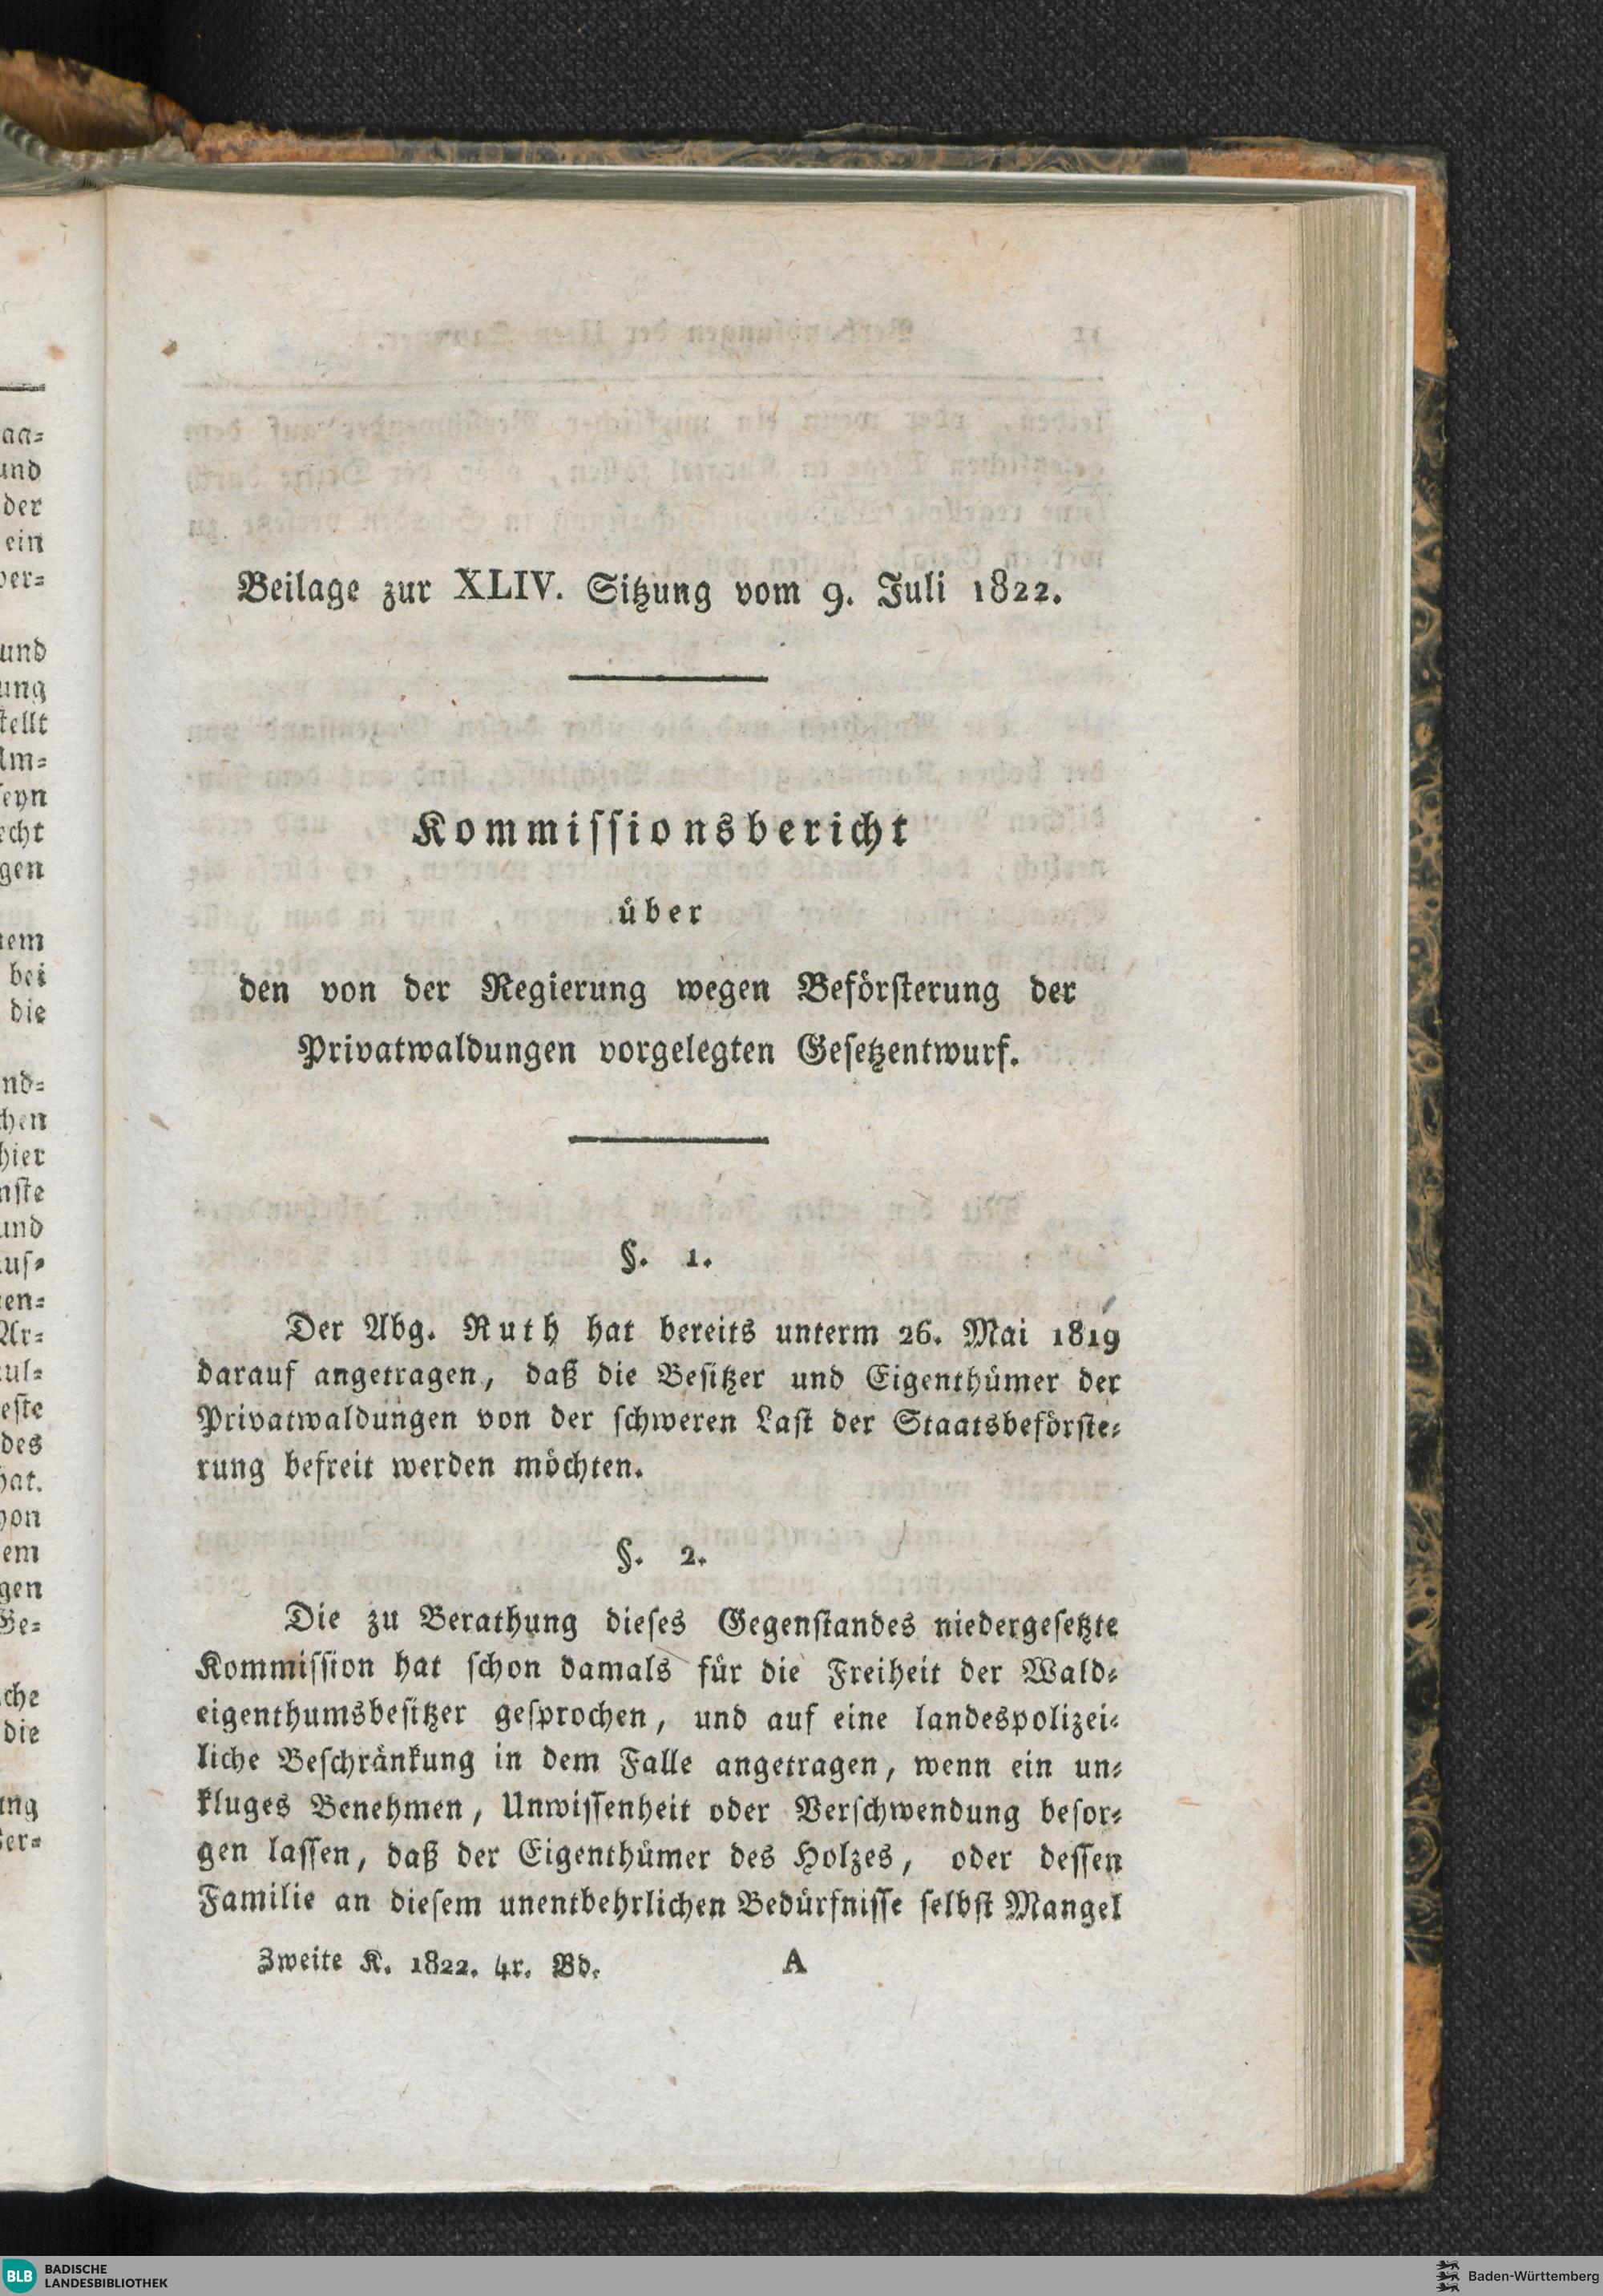 Beilage zur XLIV. Sitzung vom 9. Juli 1822.
Kommissionsbericht
über
den von der Regierung wegen Beförsterung der
Privatwaldungen vorgelegten Gesetzentwurf.
§. 1.
Der Abg. Ruth hat bereits unterm 26. Mai 1819
darauf angetragen, daß die Besitzer und Eigenthümer der
Privatwaldungen von der schweren Last der Staatsbeförste-
rung befreit werden möchten.
§. 2.
Die zu Berathung dieses Gegenstandes niedergesetzte
Kommission hat schon damals für die Freiheit der Wald-
eigenthumsbesitzer gesprochen, und auf eine landespolizei-
liche Beschränkung in dem Falle angetragen, wenn ein un-
kluges Benehmen, Unwissenheit oder Verschwendung besor-
gen lassen, daß der Eigenthümer des Holzes, oder dessen
Familie an diesem unentbehrlichen Bedürfnisse selbst Mangel
Zweite K. 1822. 4r. Bd. A
BLB BADISCHE
LANDESBIBLIOTHEK
Baden-Württemberg